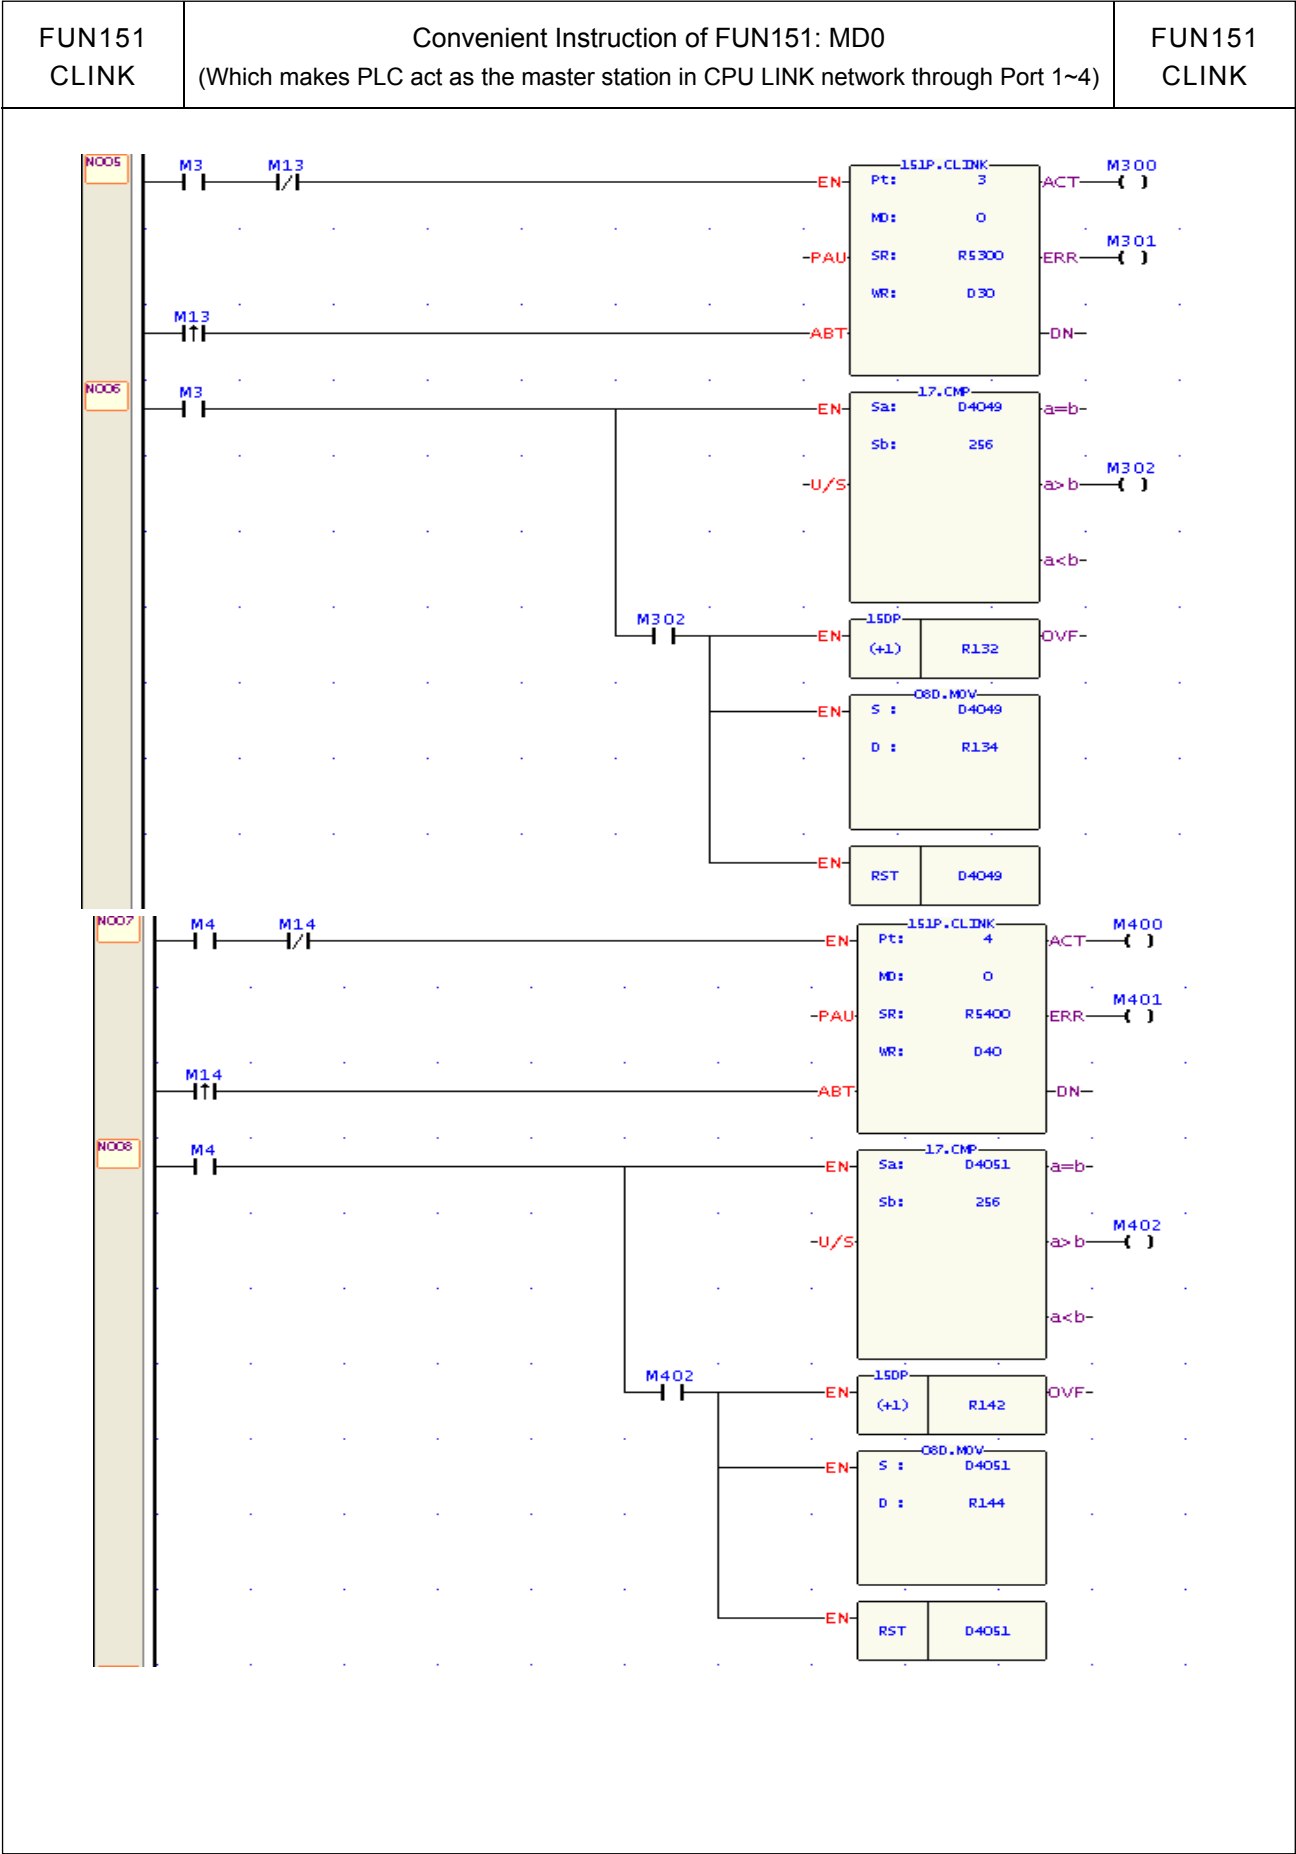 FUN151
CLINK
Convenient Instruction of FUN151: MD0
(Which makes PLC act as the master station in CPU LINK network through Port 1~4)
FUN151
CLINK
N005
M3 M13 151P.CLINK M300
EN Pt: 3 ACT ( )
MD: 0
M301
PAU SR: R5300 ERR ( )
WR: D30
M13
ABT DN
N006
M3 17.CMP
EN Sa: D4049 a=b
Sb: 256
M302
U/S a>b ( )
a<b
M302 15DP
EN (+1) R132 OVF
08D.MOV
EN S : D4049
D : R134
EN RST D4049
N007
M4 M14 151P.CLINK M400
EN Pt: 4 ACT ( )
MD: 0
M401
PAU SR: R5400 ERR ( )
WR: D40
M14
ABT DN
N008
M4 17.CMP
EN Sa: D4051 a=b
Sb: 256
M402
U/S a>b ( )
a<b
M402 15DP
EN (+1) R142 OVF
08D.MOV
EN S : D4051
D : R144
EN RST D4051